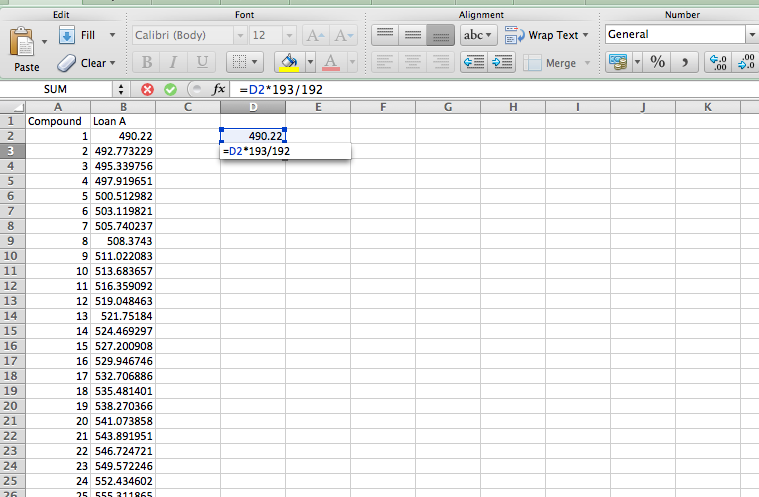 Edit Font Alignment Number
Fill Calibri (Body) 12 A A abc Wrap Text General
Paste Clear B I U A Merge % , .0 .00 .00 .0
SUM fx =D2*193/192
A B C D E F G H I J K
1 Compound Loan A
2 1 490.22 490.22
3 2 492.773229 =D2*193/192
4 3 495.339756
5 4 497.919651
6 5 500.512982
7 6 503.119821
8 7 505.740237
9 8 508.3743
10 9 511.022083
11 10 513.683657
12 11 516.359092
13 12 519.048463
14 13 521.75184
15 14 524.469297
16 15 527.200908
17 16 529.946746
18 17 532.706886
19 18 535.481401
20 19 538.270366
21 20 541.073858
22 21 543.891951
23 22 546.724721
24 23 549.572246
25 24 552.434602
26 25 555.311865